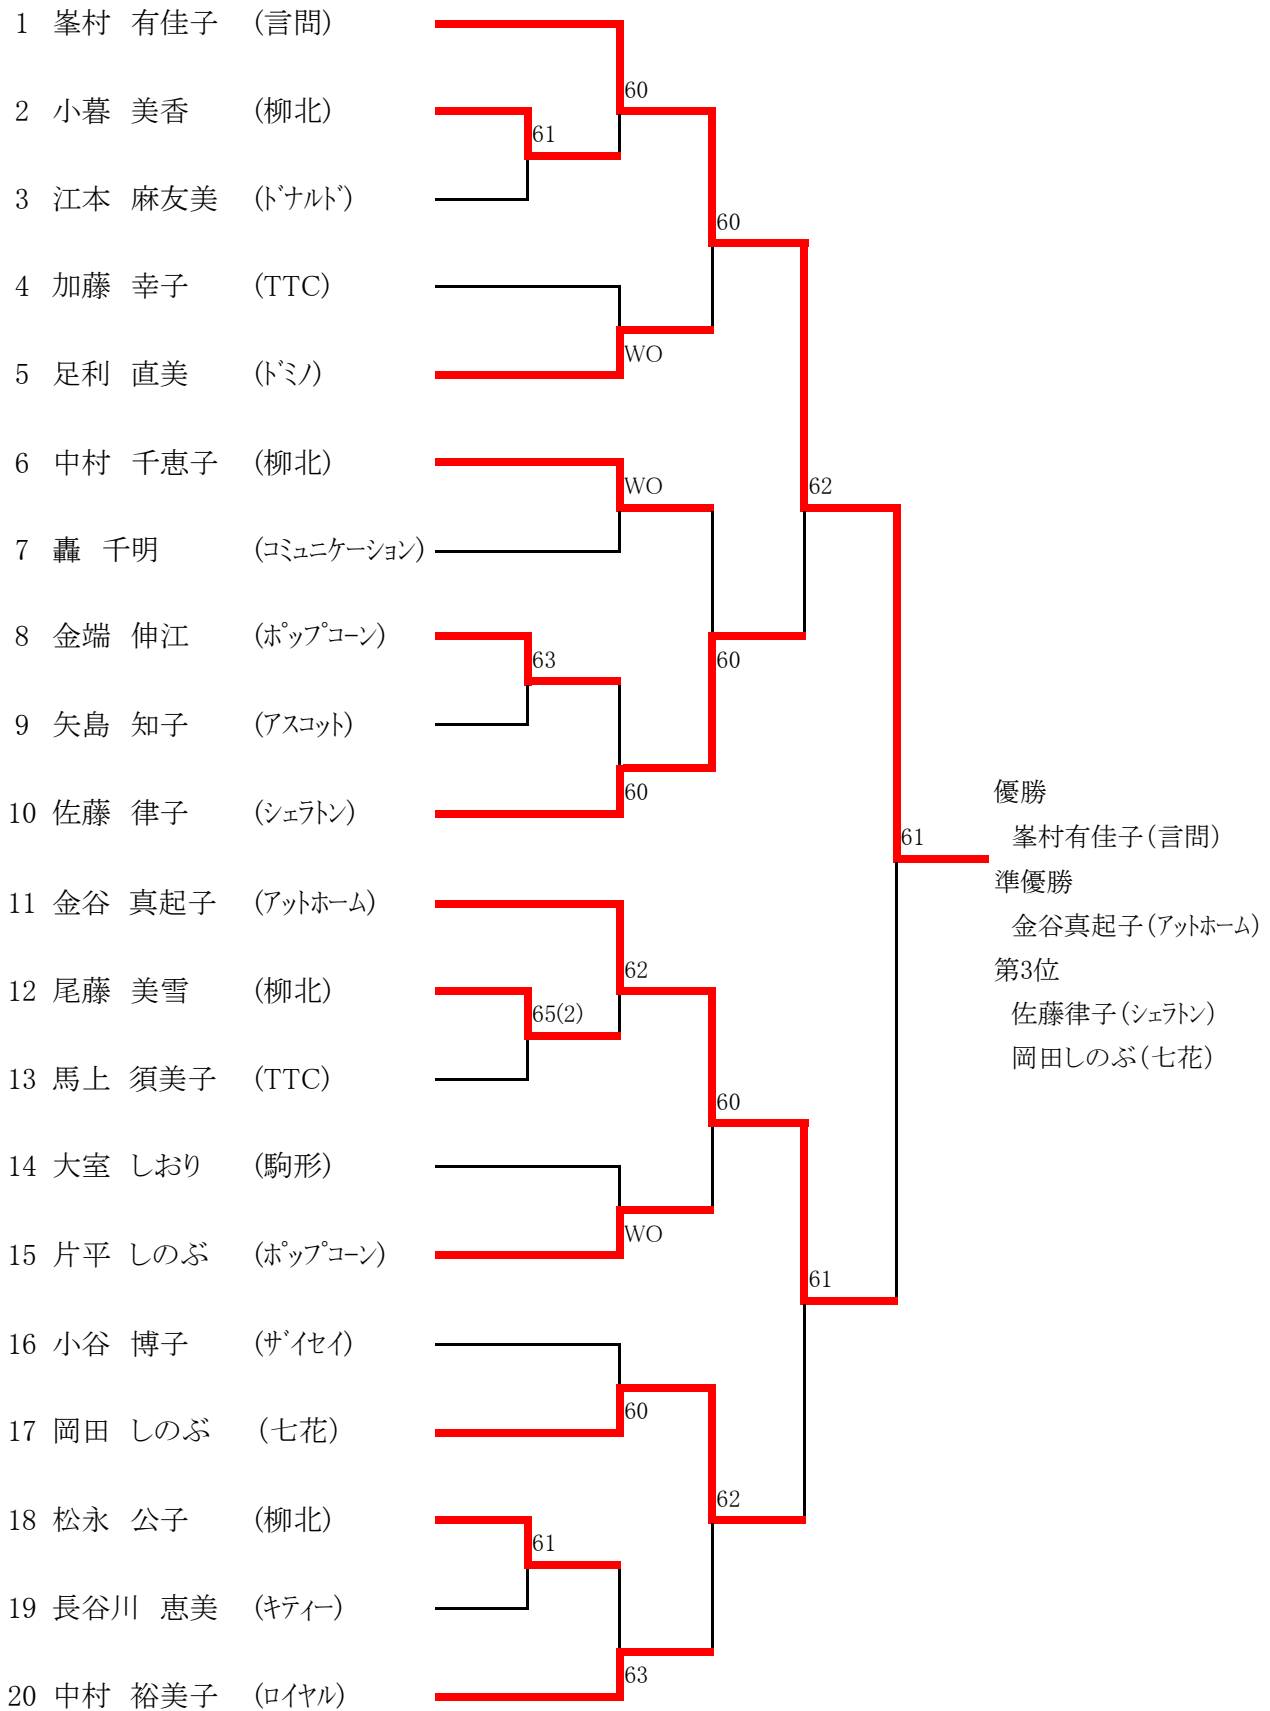 1 峯村 有佳子 (言問)
60
2 小暮 美香 (柳北)
61
3 江本 麻友美 (ﾄﾞﾅﾙﾄﾞ)
60
4 加藤 幸子 (TTC)
WO
5 足利 直美 (ﾄﾞﾐﾉ)
6 中村 千恵子 (柳北)
WO
62
7 轟 千明 (ｺﾐｭﾆｹｰｼｮﾝ)
8 金端 伸江 (ﾎﾟｯﾌﾟｺｰﾝ)
63
60
9 矢島 知子 (ｱｽｺｯﾄ)
60
10 佐藤 律子 (ｼｪﾗﾄﾝ)
61
優勝
峯村有佳子(言問)
準優勝
金谷真起子(ｱｯﾄﾎｰﾑ)
第3位
佐藤律子(ｼｪﾗﾄﾝ)
岡田しのぶ(七花)
11 金谷 真起子 (ｱｯﾄﾎｰﾑ)
62
12 尾藤 美雪 (柳北)
65(2)
13 馬上 須美子 (TTC)
60
14 大室 しおり (駒形)
WO
15 片平 しのぶ (ﾎﾟｯﾌﾟｺｰﾝ)
61
16 小谷 博子 (ｻﾞｲｾｲ)
60
17 岡田 しのぶ (七花)
62
18 松永 公子 (柳北)
61
19 長谷川 恵美 (ｷﾃｨｰ)
63
20 中村 裕美子 (ﾛｲﾔﾙ)